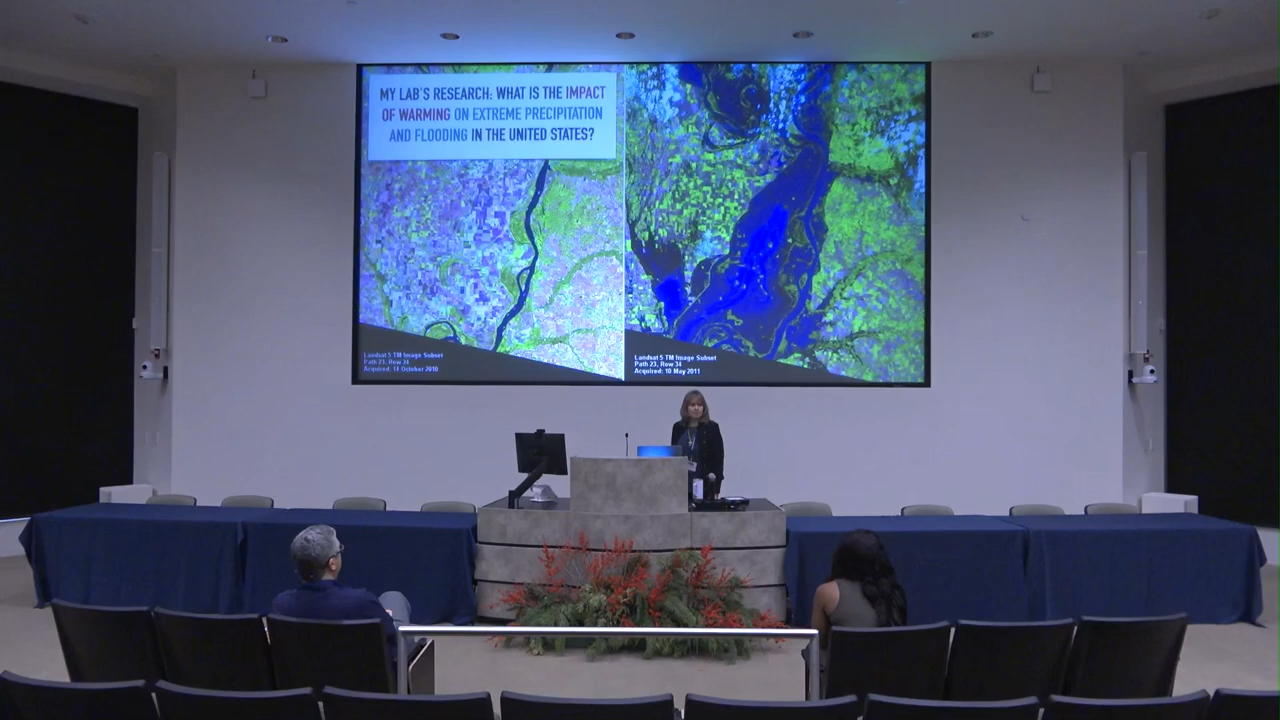 MY LAB'S RESEARCH: WHAT IS THE IMPACT
OF WARMING ON EXTREME PRECIPITATION
AND FLOODING IN THE UNITED STATES?
Landsat 5 TM Image Subset
Path 23, Row 34
Acquired: 14 October 2010
Landsat 5 TM Image Subset
Path 23, Row 34
Acquired: 10 May 2011